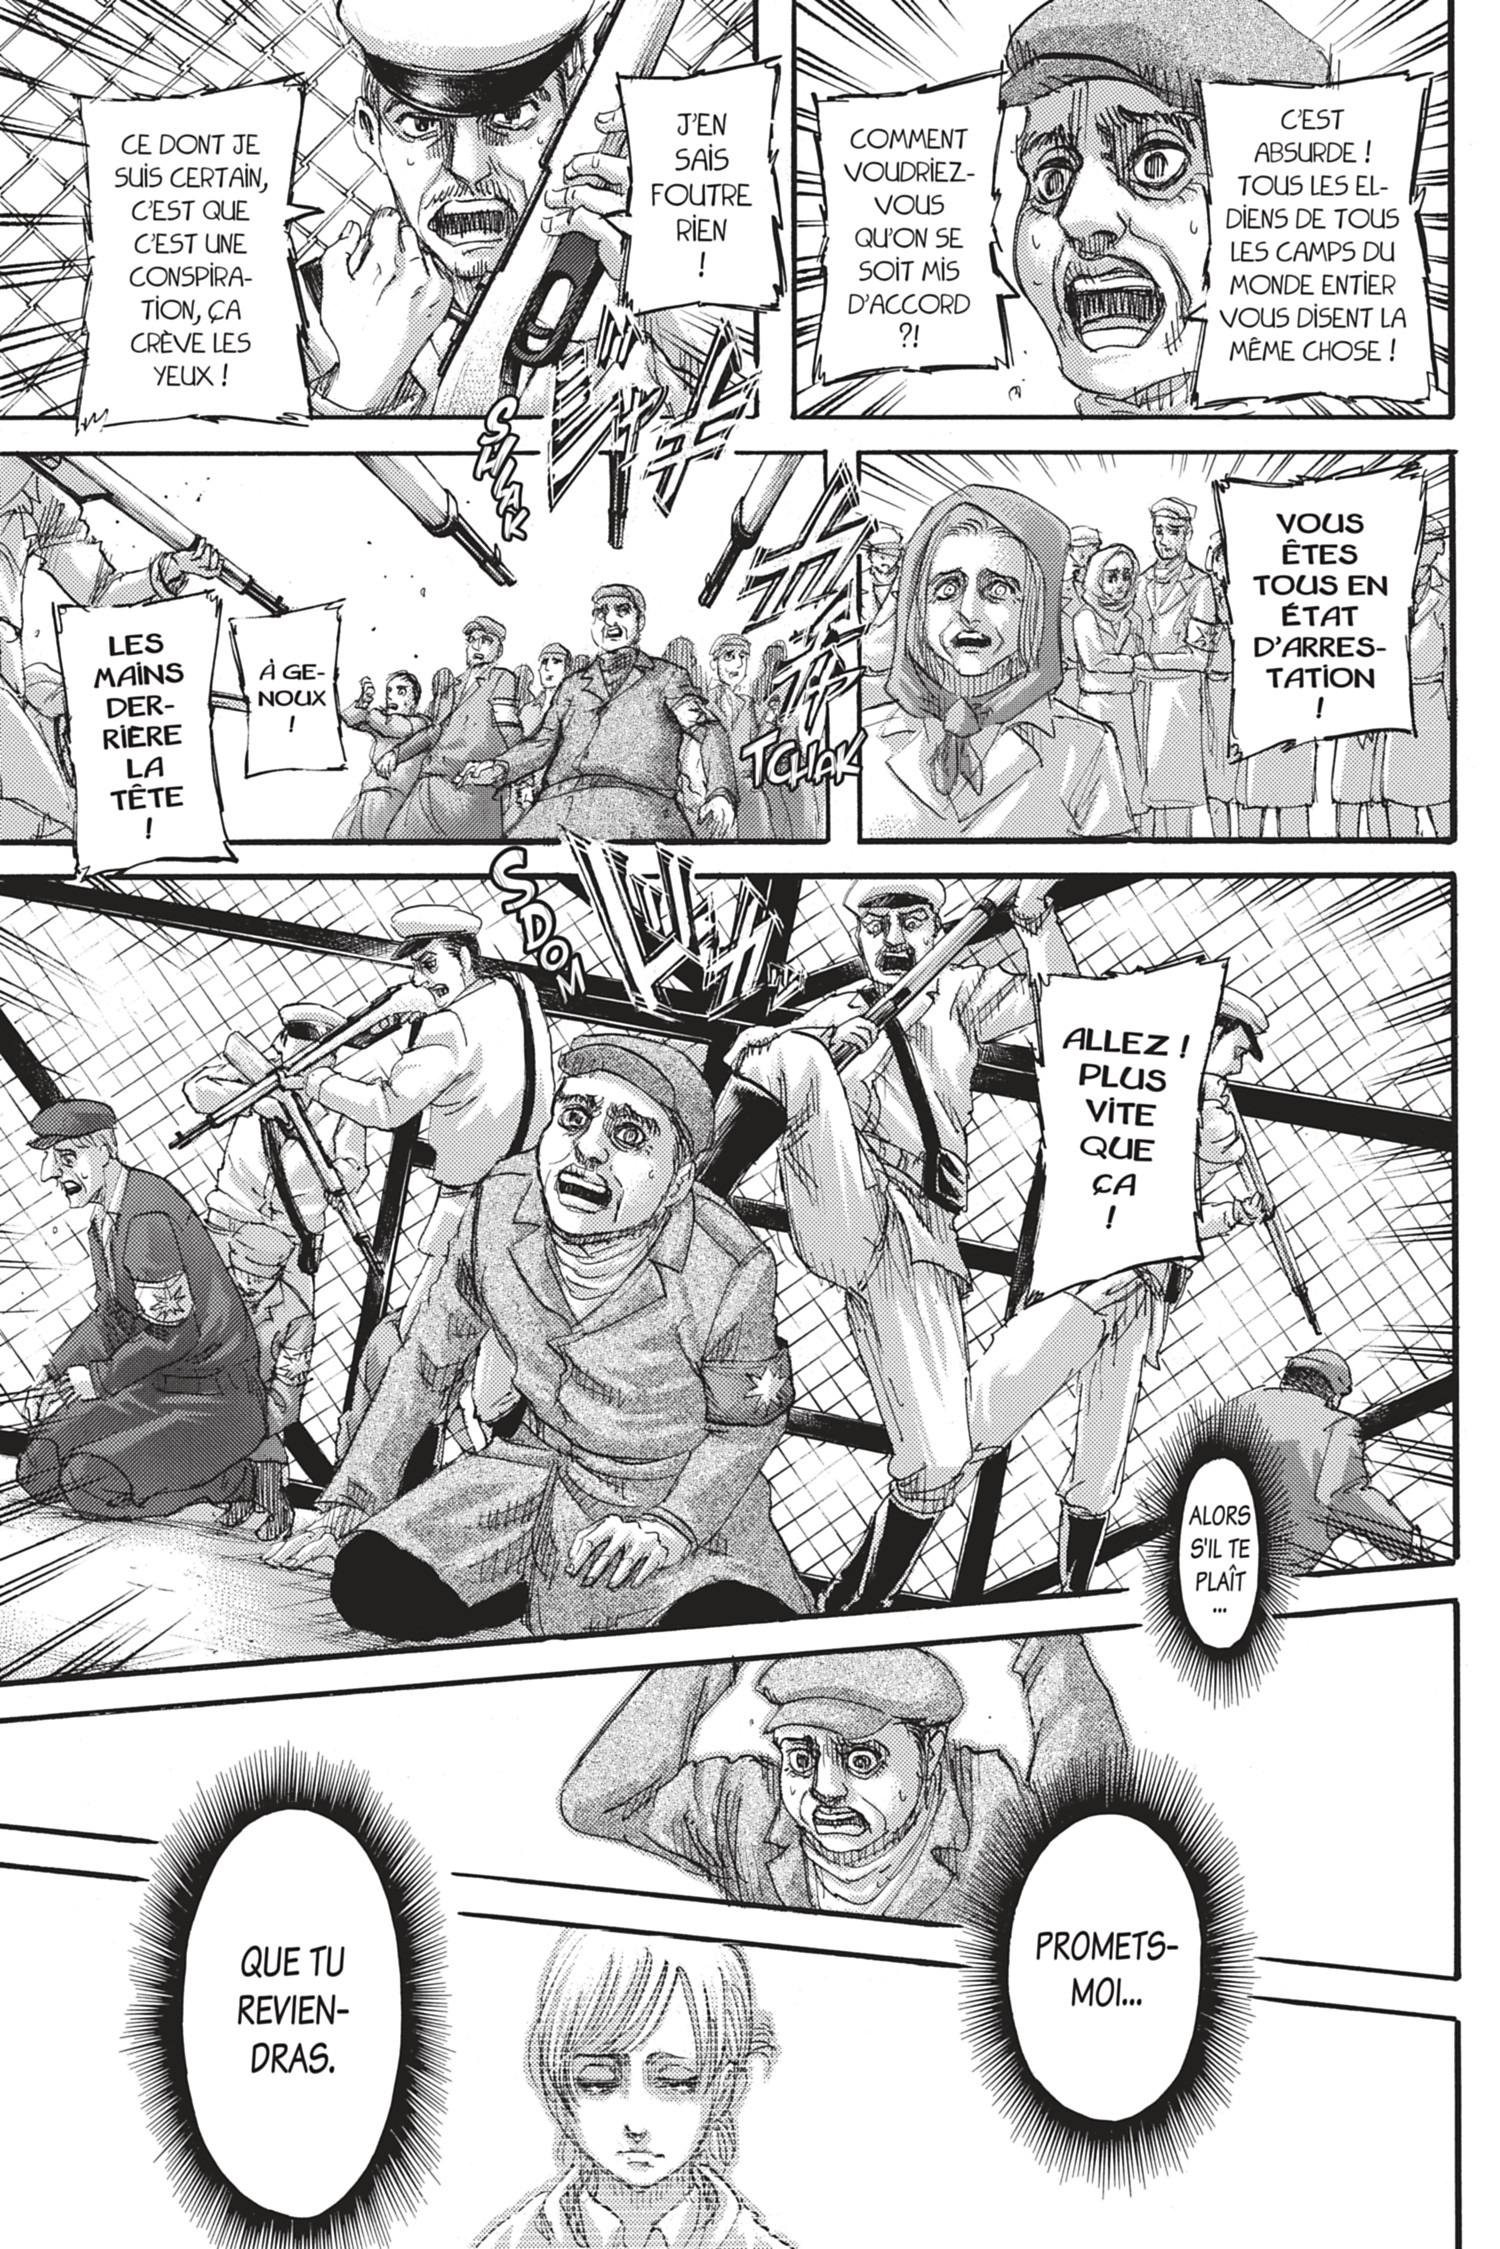 C'EST
ABSURDE !
TOUS LES EL-
DIENS DE TOUS
LES CAMPS DU
MONDE ENTIER
VOUS DISENT LA
MÊME CHOSE !
COMMENT
VOUDRIEZ-
VOUS
QU'ON SE
SOIT MIS
D'ACCORD
?!
J'EN
SAIS
FOUTRE
RIEN
!
CE DONT JE
SUIS CERTAIN,
C'EST QUE
C'EST UNE
CONSPIRA-
TION, ÇA
CRÈVE LES
YEUX !
SHLAK
VOUS
ÊTES
TOUS EN
ÉTAT
D'ARRES-
TATION
!
TCHAK
À GE-
NOUX
!
LES
MAINS
DER-
RIÈRE
LA
TÊTE
!
SDOM
ALLEZ !
PLUS
VITE
QUE
ÇA
!
ALORS
S'IL TE
PLAÎT
...
PROMETS-
MOI...
QUE TU
REVIEN-
DRAS.